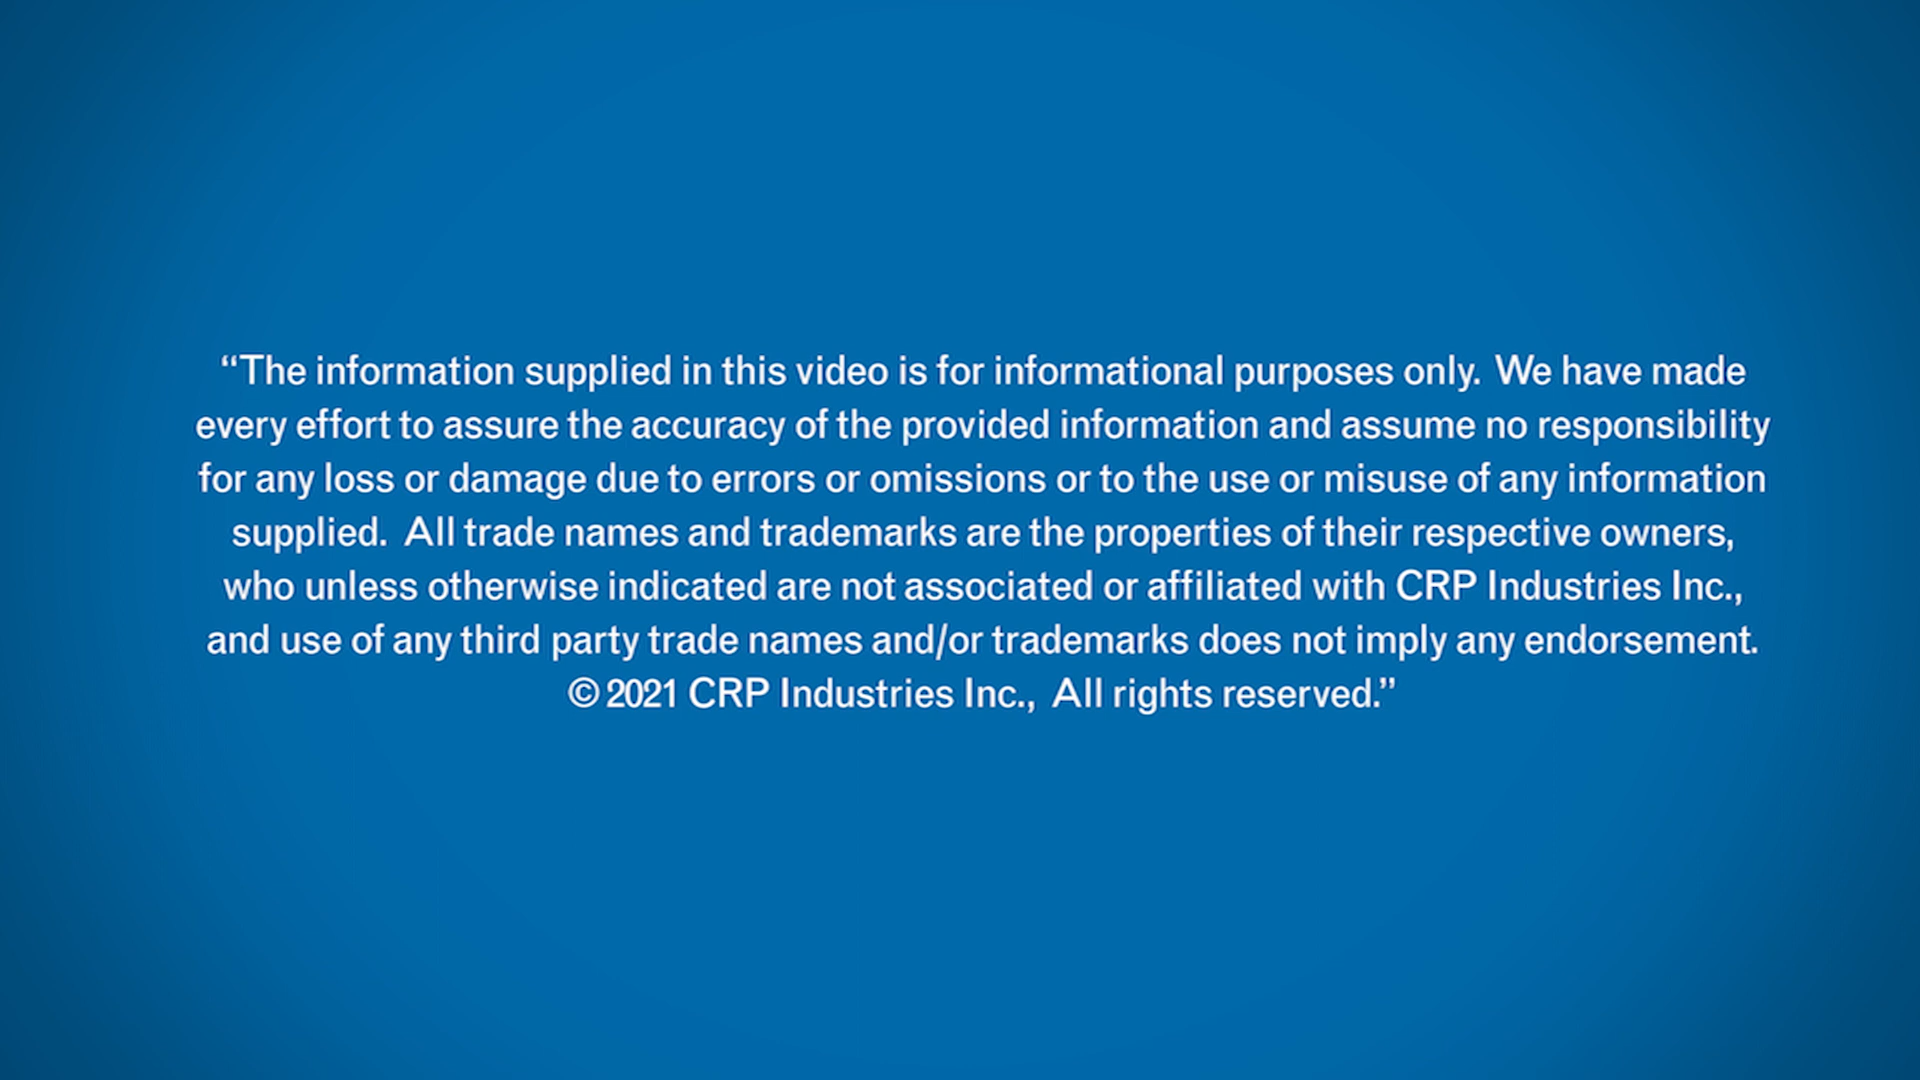 “The information supplied in this video is for informational purposes only.  We have made
every effort to assure the accuracy of the provided information and assume no responsibility
for any loss or damage due to errors or omissions or to the use or misuse of any information
supplied.  All trade names and trademarks are the properties of their respective owners,
who unless otherwise indicated are not associated or affiliated with CRP Industries Inc.,
and use of any third party trade names and/or trademarks does not imply any endorsement.
© 2021 CRP Industries Inc.,  All rights reserved.”